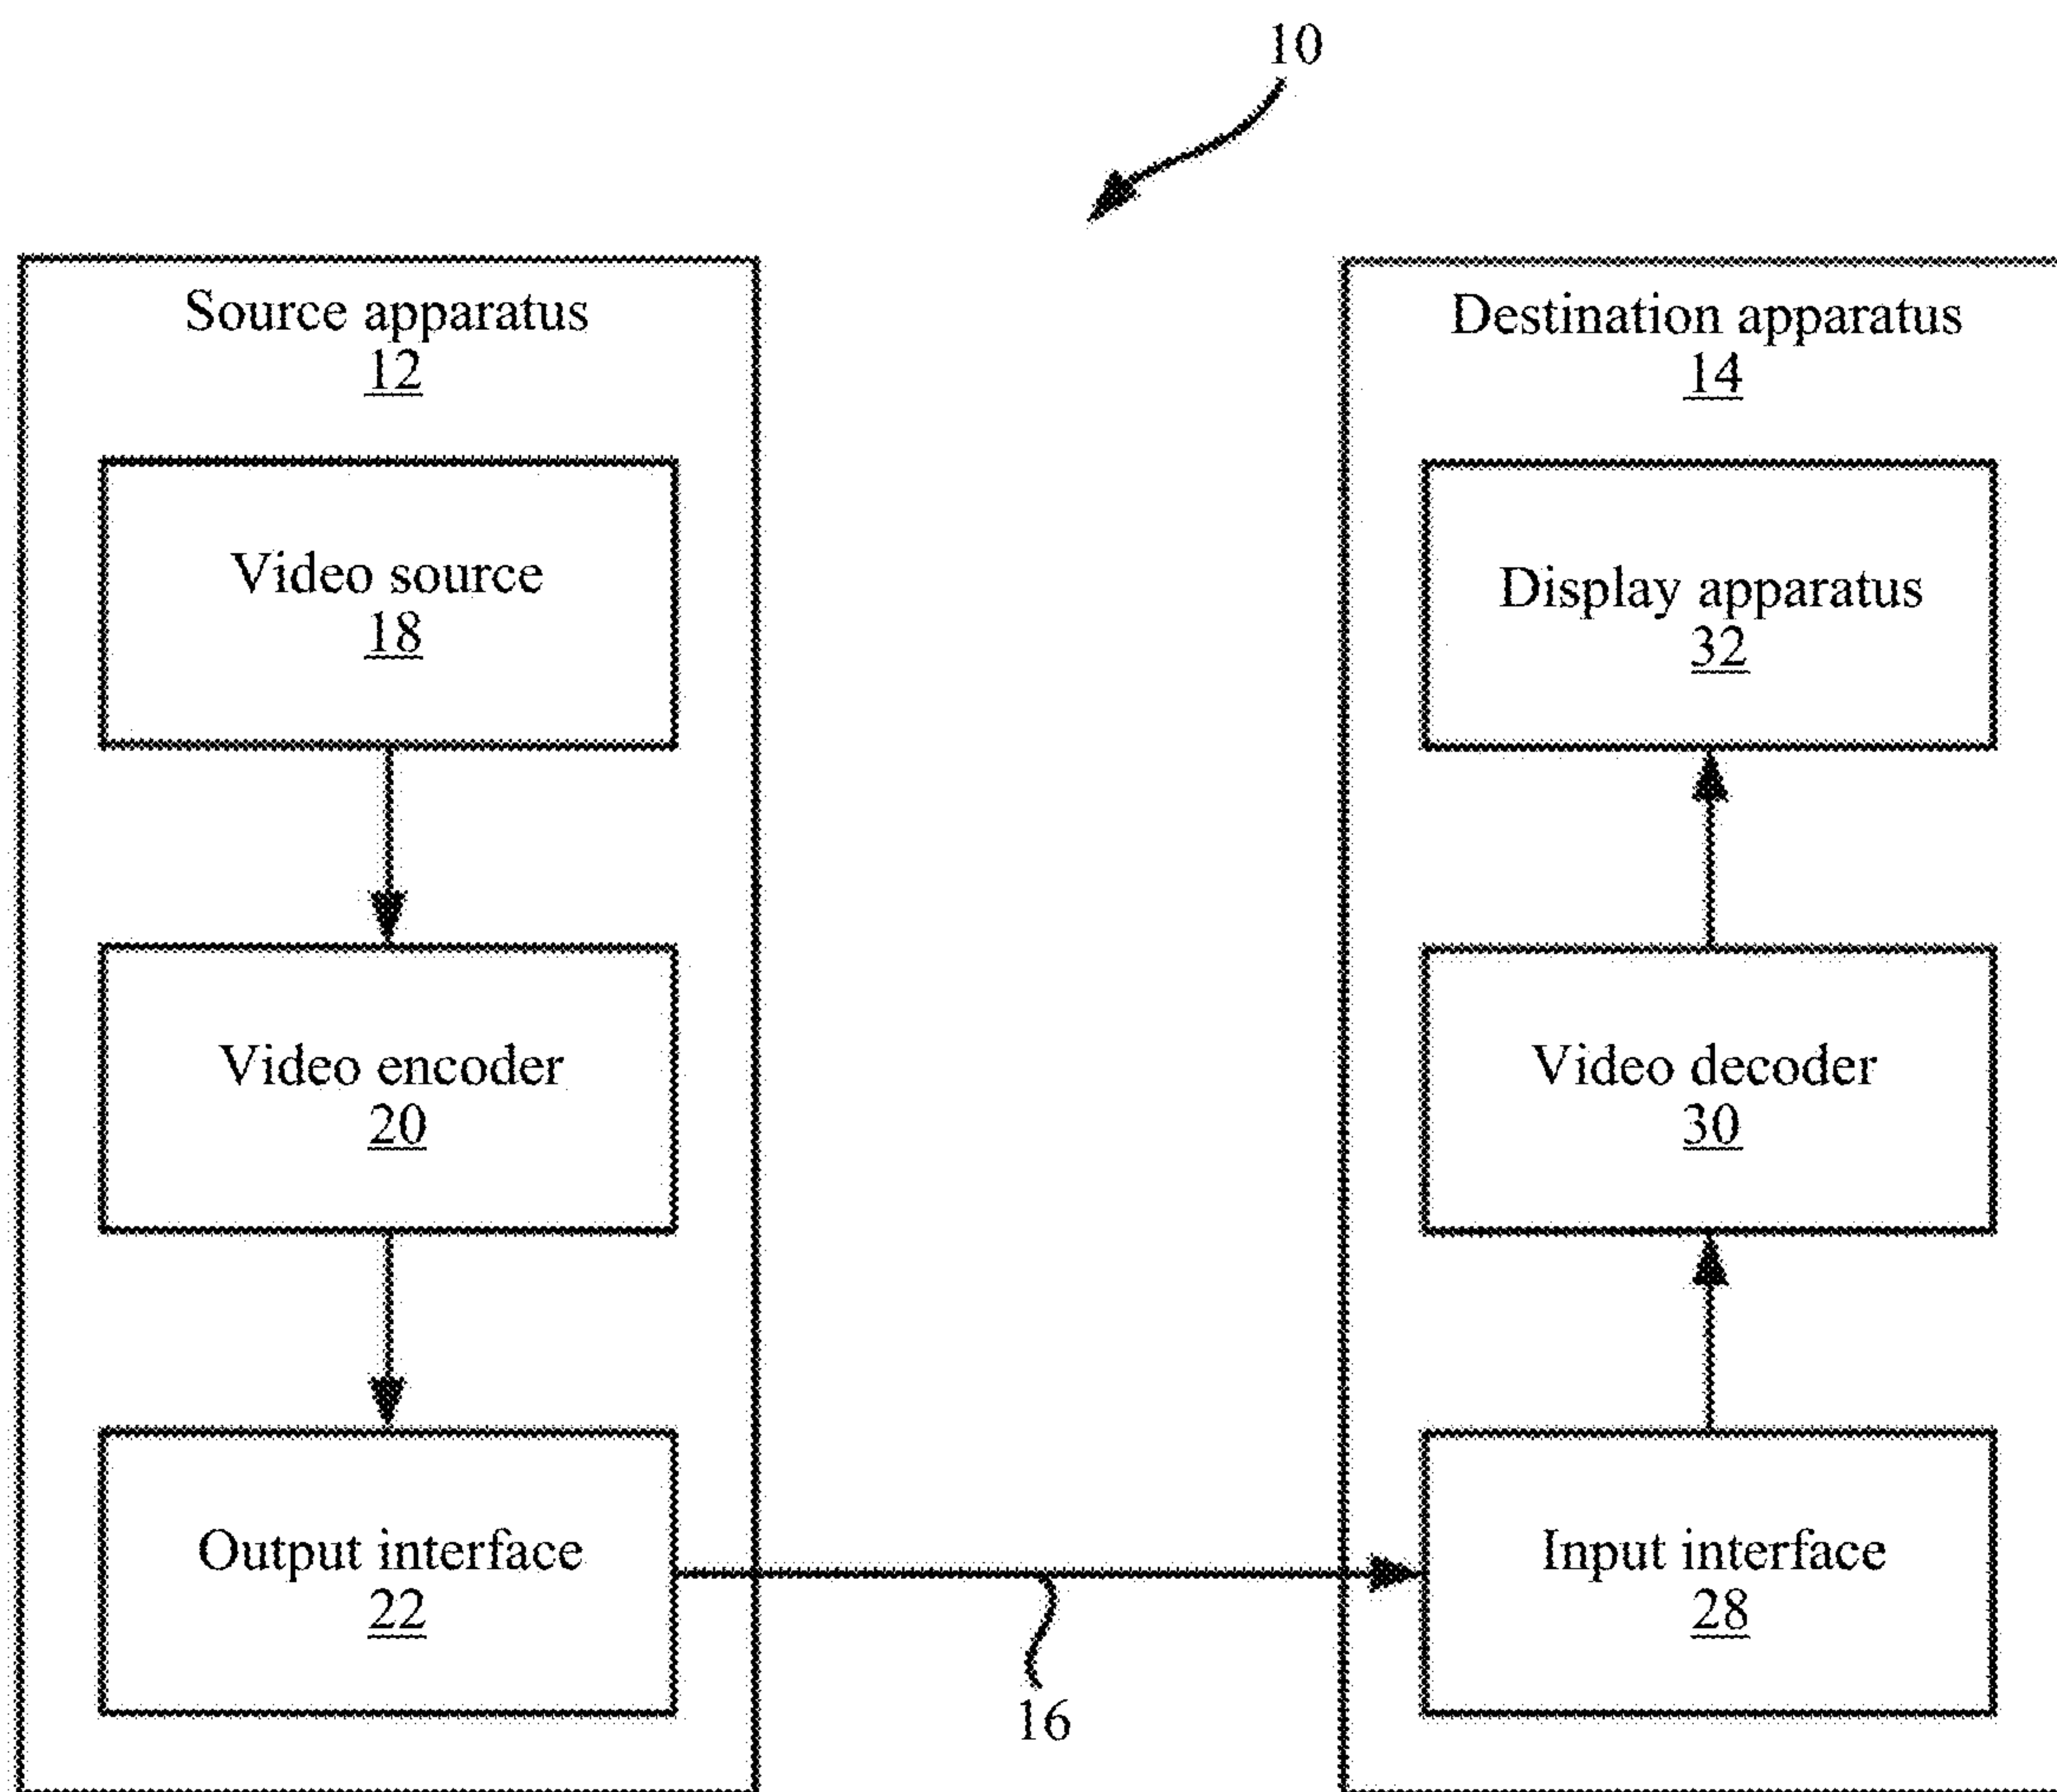 10
Source apparatus
12
Video source
18
Video encoder
20
Output interface
22
16
Destination apparatus
14
Display apparatus
32
Video decoder
30
Input interface
28